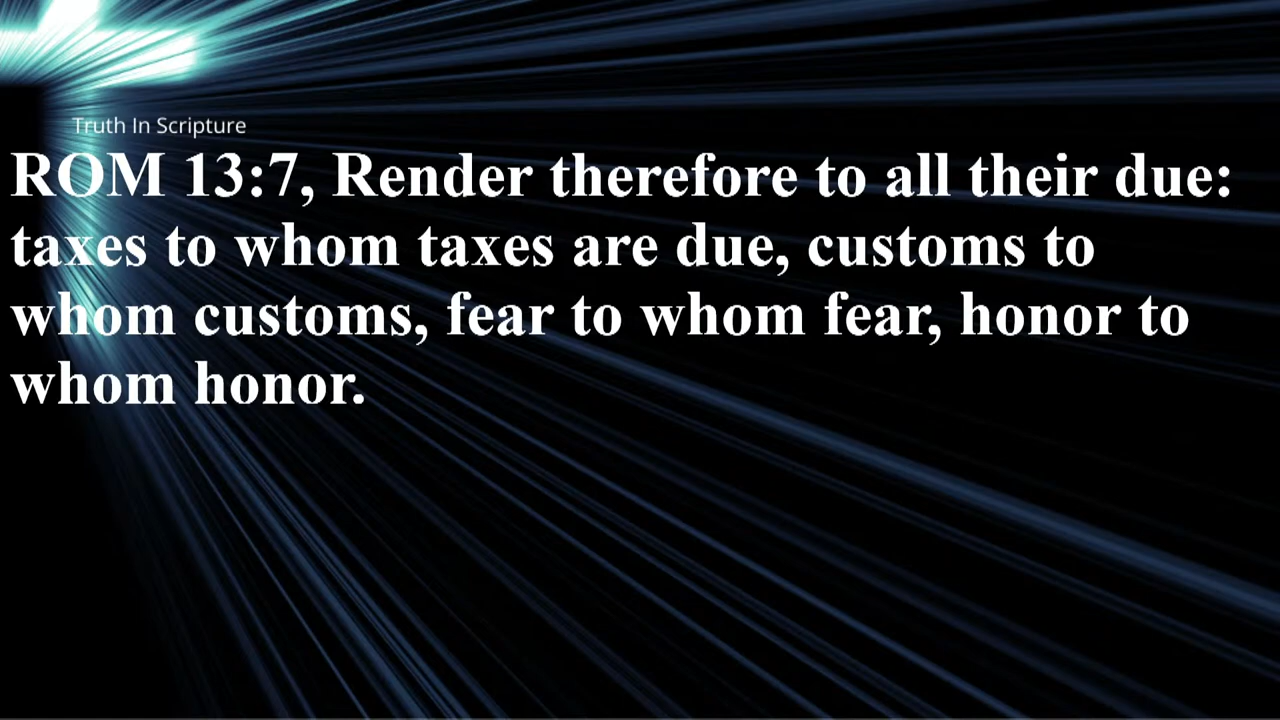 Truth In Scripture
ROM 13:7, Render therefore to all their due:
taxes to whom taxes are due, customs to
whom customs, fear to whom fear, honor to
whom honor.